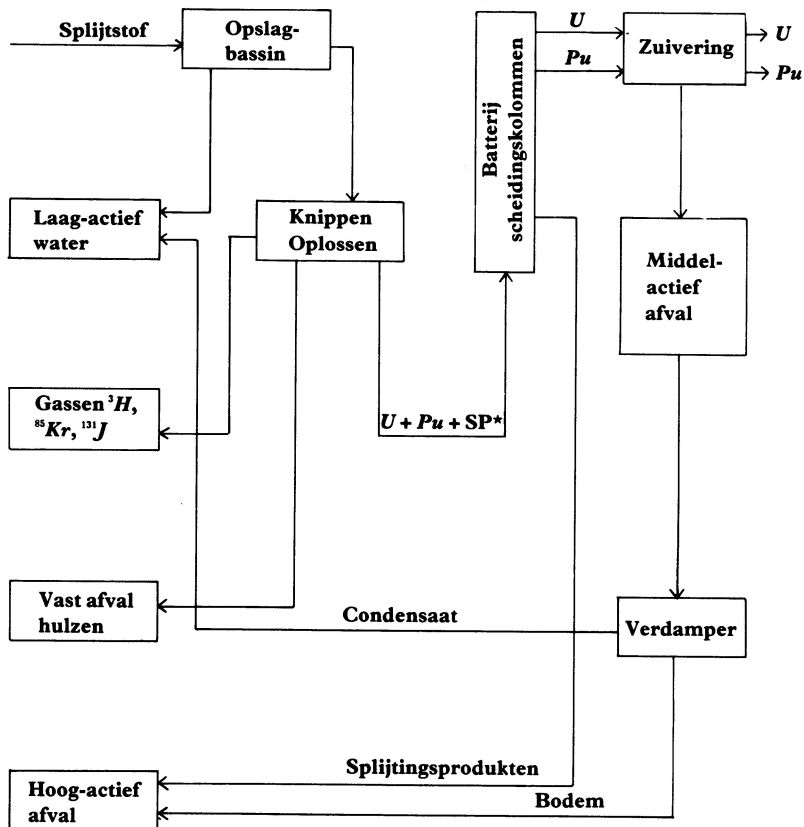 Splijtstof
Opslag-
bassin
U
Pu
Zuivering
U
Pu
Batterij
scheidingskolommen
Laag-actief
water
Knippen
Oplossen
Middel-
actief
afval
Gassen ³H,
⁸⁵Kr, ¹³¹J
U + Pu + SP*
Vast afval
hulzen
Condensaat
Verdamper
Splijtingsprodukten
Hoog-actief
afval
Bodem